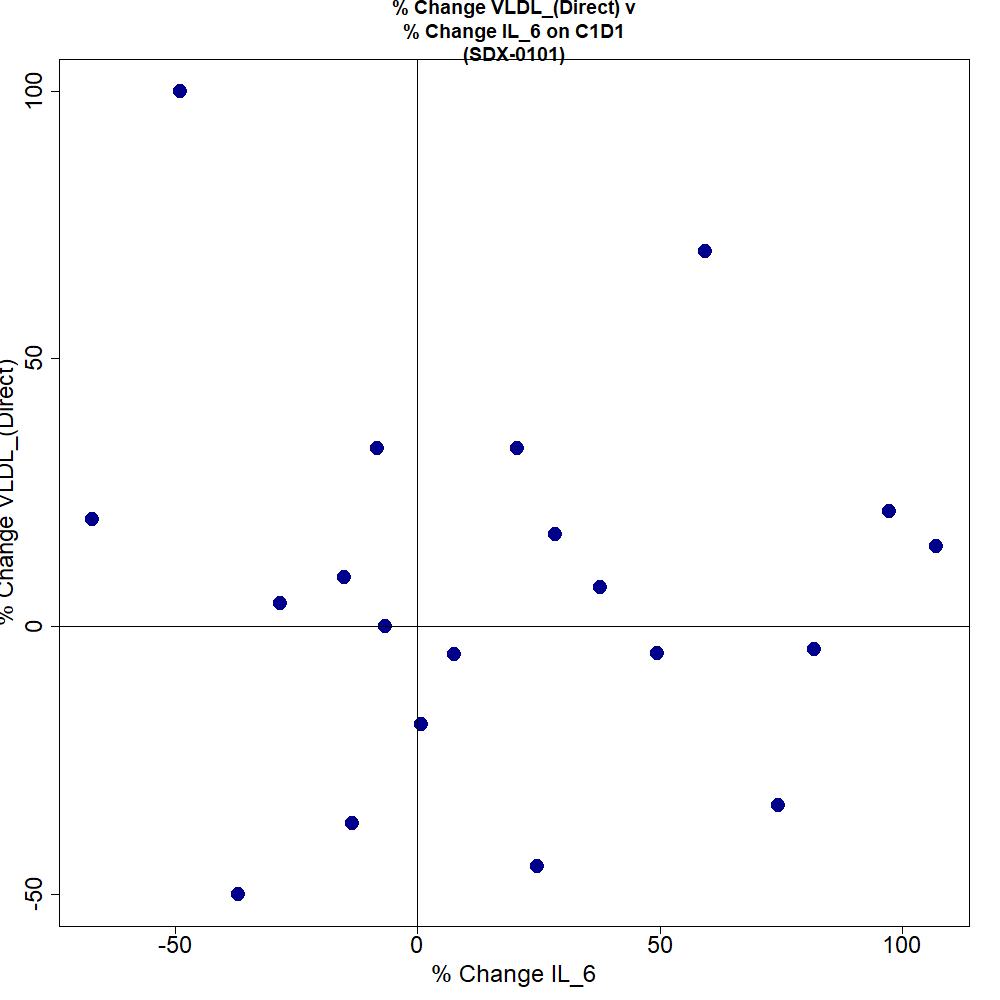 % Change VLDL_(Direct) v
% Change IL_6 on C1D1
(SDX-0101)
100
50
0
-50
% Change VLDL_(Direct)
-50
0
50
100
% Change IL_6